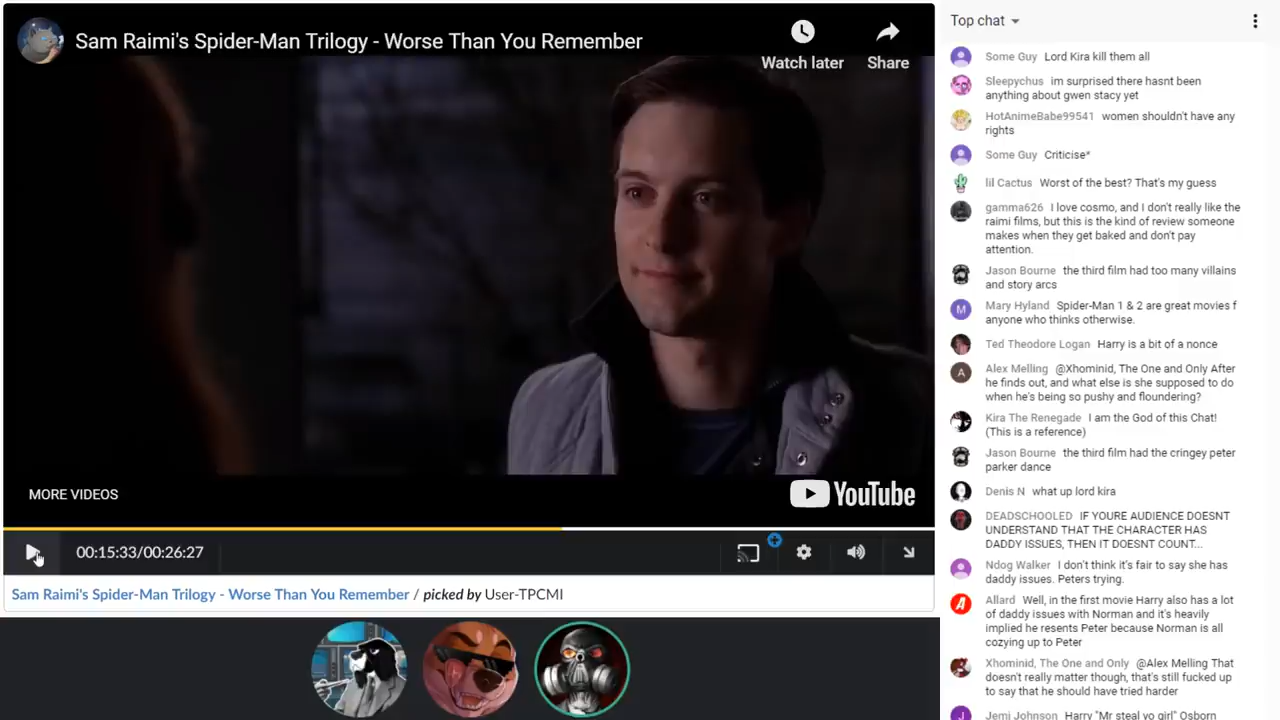 Sam Raimi's Spider-Man Trilogy - Worse Than You Remember
Watch later
Share
MORE VIDEOS
YouTube
00:15:33/00:26:27
Sam Raimi's Spider-Man Trilogy - Worse Than You Remember / picked by User-TPCMI
Top chat
Some Guy Lord Kira kill them all
Sleepychus im surprised there hasnt been
anything about gwen stacy yet
HotAnimeBabe99541 women shouldn't have any
rights
Some Guy Criticise*
lil Cactus Worst of the best? That's my guess
gamma626 I love cosmo, and I don't really like the
raimi films, but this is the kind of review someone
makes when they get baked and don't pay
attention.
Jason Bourne the third film had too many villains
and story arcs
M
Mary Hyland Spider-Man 1 & 2 are great movies f
anyone who thinks otherwise.
Ted Theodore Logan Harry is a bit of a nonce
A
Alex Melling @Xhominid, The One and Only After
he finds out, and what else is she supposed to do
when he's being so pushy and floundering?
Kira The Renegade I am the God of this Chat!
(This is a reference)
Jason Bourne the third film had the cringey peter
parker dance
Denis N what up lord kira
DEADSCHOOLED IF YOURE AUDIENCE DOESNT
UNDERSTAND THAT THE CHARACTER HAS
DADDY ISSUES, THEN IT DOESNT COUNT...
Ndog Walker I don't think it's fair to say she has
daddy issues. Peters trying.
A
Allard Well, in the first movie Harry also has a lot
of daddy issues with Norman and it's heavily
implied he resents Peter because Norman is all
cozying up to Peter
Xhominid, The One and Only @Alex Melling That
doesn't really matter though, that's still fucked up
to say that he should have tried harder
J
Jemi Johnson Harry "Mr steal yo girl" Osborn